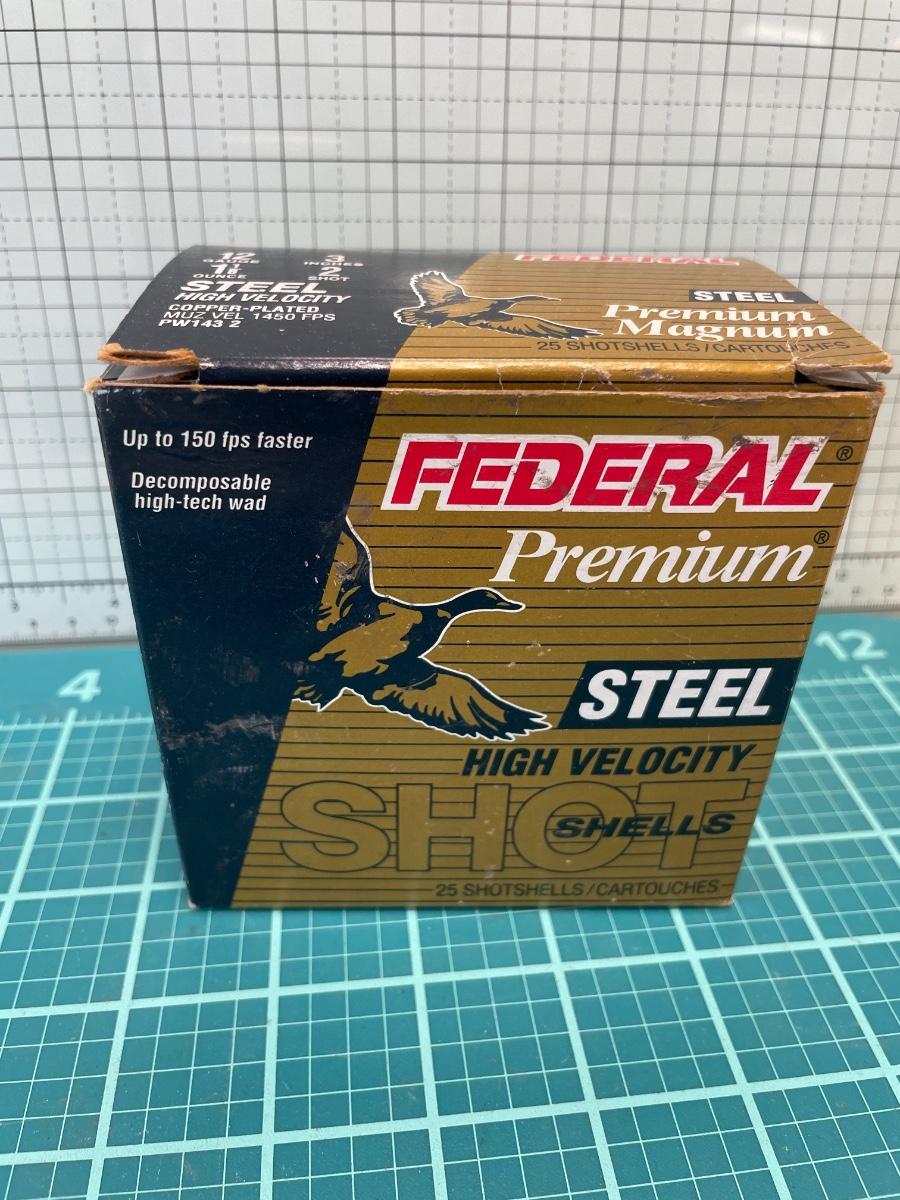 12 3
GAUGE INCHES
1⅛ 2
OUNCE SHOT
STEEL
HIGH VELOCITY
COPPER-PLATED
MUZ VEL 1450 FPS
PW143 2
FEDERAL
STEEL
Premium
Magnum
25 SHOTSHELLS/CARTOUCHES
Up to 150 fps faster
Decomposable
high-tech wad
FEDERAL®
Premium®
STEEL
HIGH VELOCITY
SHOT
SHELLS
25 SHOTSHELLS/CARTOUCHES
4
12